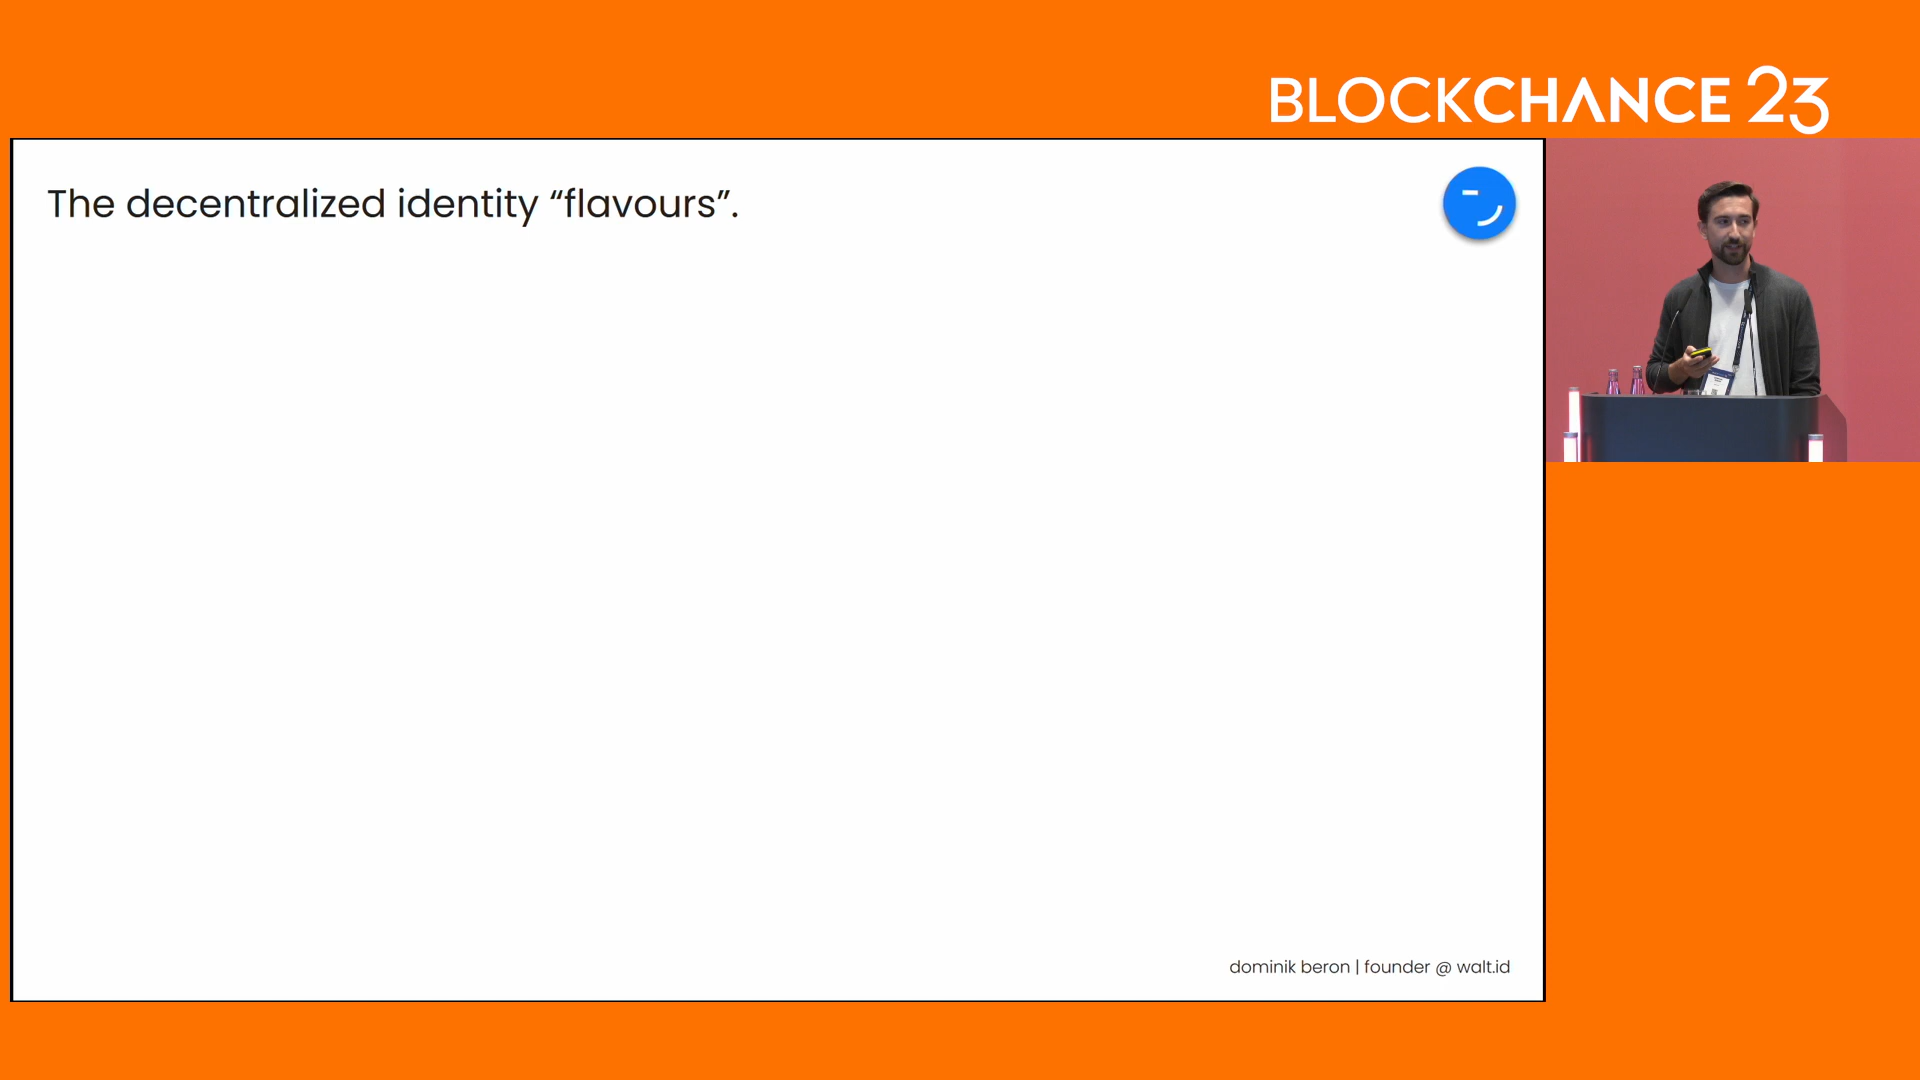 BLOCKCHANCE 23
The decentralized identity “flavours”.
dominik beron | founder @ walt.id